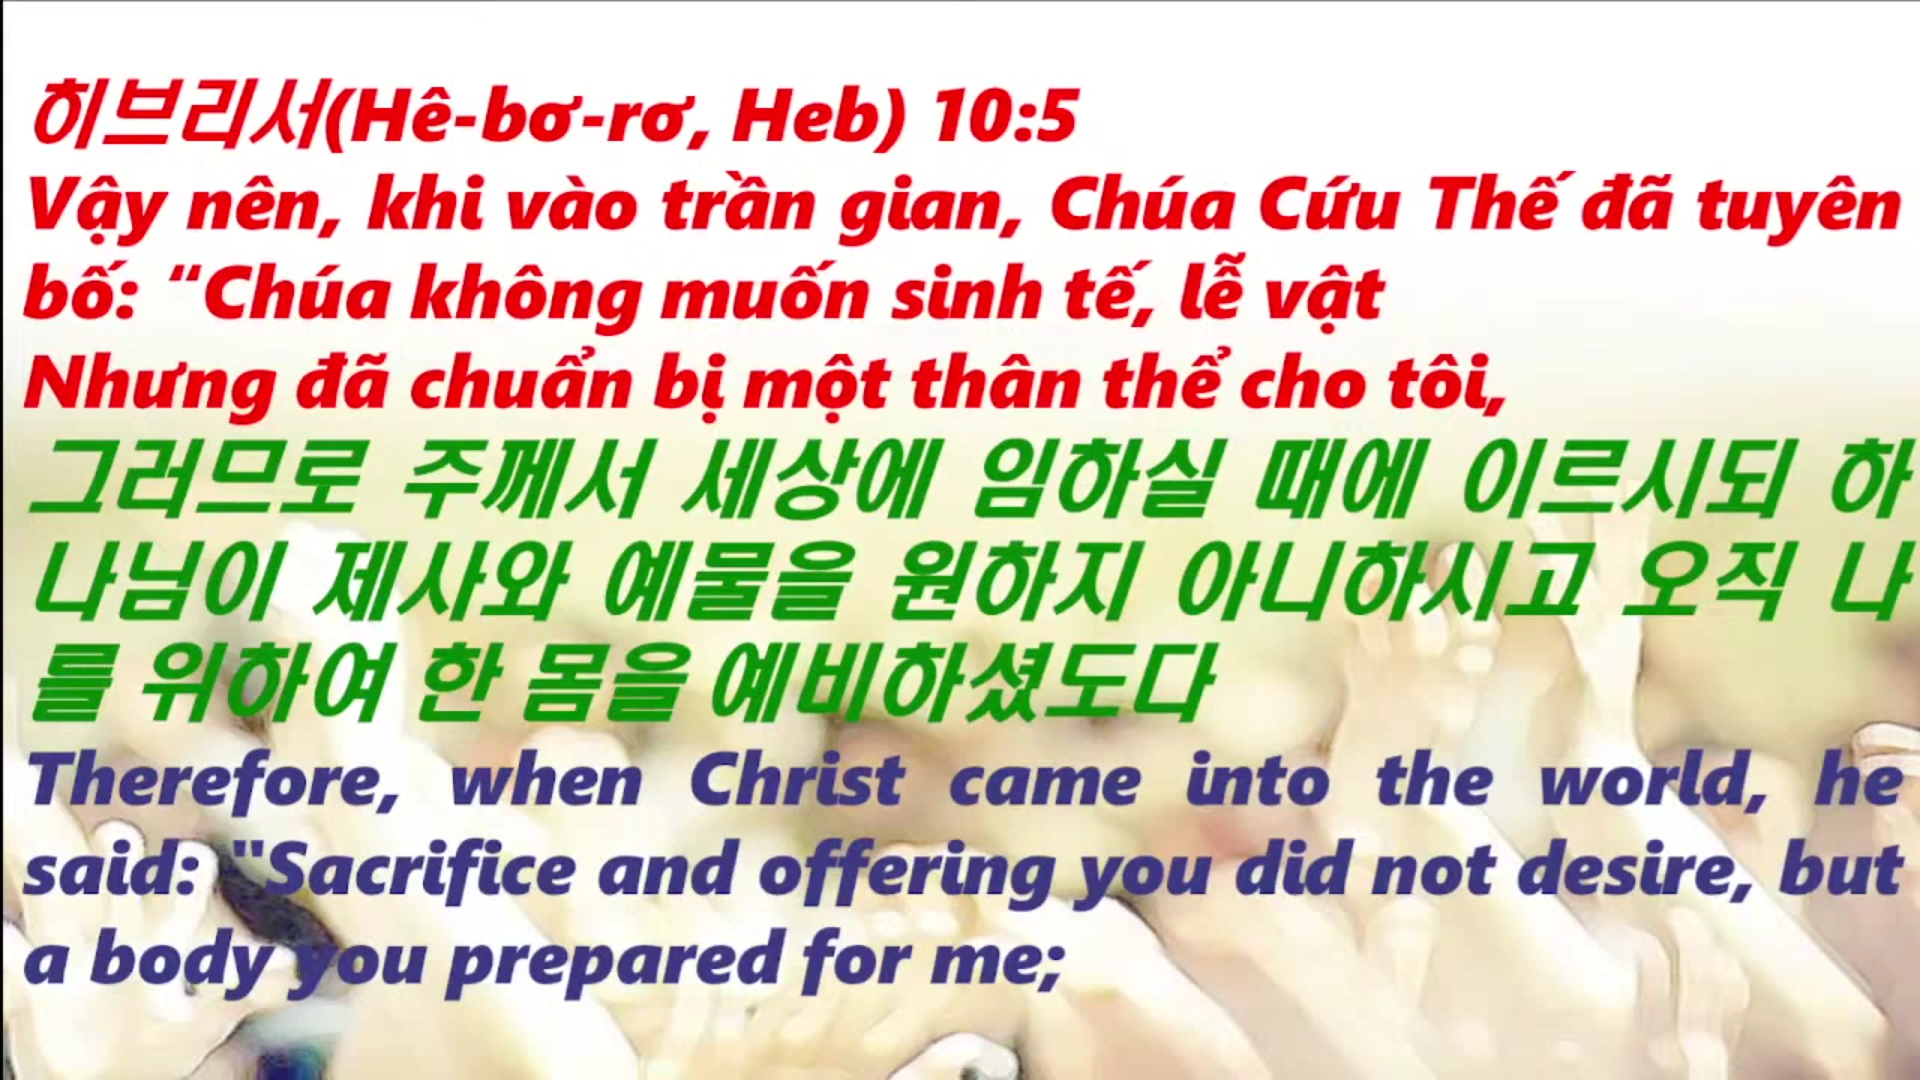 히브리서(Hê-bơ-rơ, Heb) 10:5
Vậy nên, khi vào trần gian, Chúa Cứu Thế đã tuyên
bố: “Chúa không muốn sinh tế, lễ vật
Nhưng đã chuẩn bị một thân thể cho tôi,
그러므로 주께서 세상에 임하실 때에 이르시되 하
나님이 제사와 예물을 원하지 아니하시고 오직 나
를 위하여 한 몸을 예비하셨도다
Therefore, when Christ came into the world, he
said: "Sacrifice and offering you did not desire, but
a body you prepared for me;